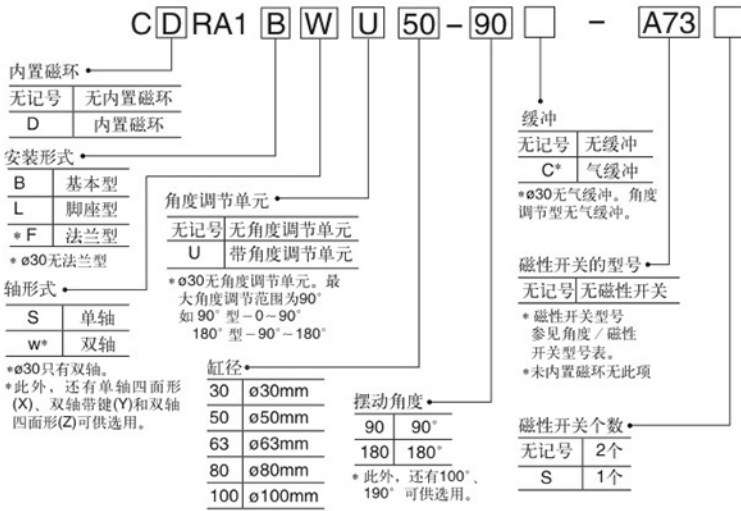 C D RA1 B W U 50 - 90 - A73
内置磁环
无记号 无内置磁环
D 内置磁环
安装形式
B 基本型
L 脚座型
* F 法兰型
* ø30无法兰型
轴形式
S 单轴
w* 双轴
*ø30只有双轴。
*此外，还有单轴四面形
(X)、双轴带键(Y)和双轴
四面形(Z)可供选用。
角度调节单元
无记号 无角度调节单元
U 带角度调节单元
*ø30无角度调节单元。最
大角度调节范围为90°
如 90° 型－0～90°
180° 型－90°～180°
缸径
30 ø30mm
50 ø50mm
63 ø63mm
80 ø80mm
100 ø100mm
摆动角度
90 90°
180 180°
* 此外，还有100°、
190° 可供选用。
缓冲
无记号 无缓冲
C* 气缓冲
*ø30无气缓冲。角度
调节型无气缓冲。
磁性开关的型号
无记号 无磁性开关
* 磁性开关型号
参见角度／磁性
开关型号表。
*未内置磁环无此项
磁性开关个数
无记号 2个
S 1个